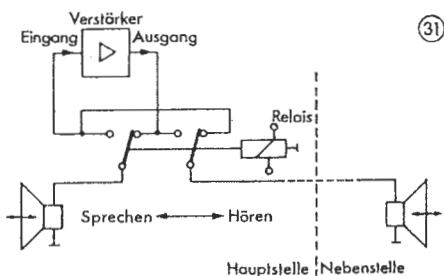 Verstärker
Eingang Ausgang
31
Relais
Sprechen Hören
Hauptstelle Nebenstelle